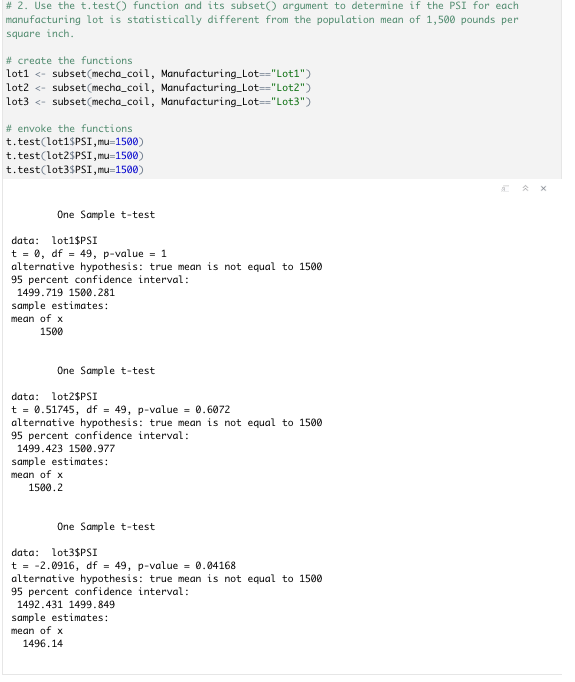 # 2. Use the t.test() function and its subset() argument to determine if the PSI for each
manufacturing lot is statistically different from the population mean of 1,500 pounds per
square inch.
# create the functions
lot1 <- subset(mecha_coil, Manufacturing_Lot=="Lot1")
lot2 <- subset(mecha_coil, Manufacturing_Lot=="Lot2")
lot3 <- subset(mecha_coil, Manufacturing_Lot=="Lot3")
# envoke the functions
t.test(lot1$PSI,mu=1500)
t.test(lot2$PSI,mu=1500)
t.test(lot3$PSI,mu=1500)
One Sample t-test
data:  lot1$PSI
t = 0, df = 49, p-value = 1
alternative hypothesis: true mean is not equal to 1500
95 percent confidence interval:
1499.719 1500.281
sample estimates:
mean of x
1500
One Sample t-test
data:  lot2$PSI
t = 0.51745, df = 49, p-value = 0.6072
alternative hypothesis: true mean is not equal to 1500
95 percent confidence interval:
1499.423 1500.977
sample estimates:
mean of x
1500.2
One Sample t-test
data:  lot3$PSI
t = -2.0916, df = 49, p-value = 0.04168
alternative hypothesis: true mean is not equal to 1500
95 percent confidence interval:
1492.431 1499.849
sample estimates:
mean of x
1496.14